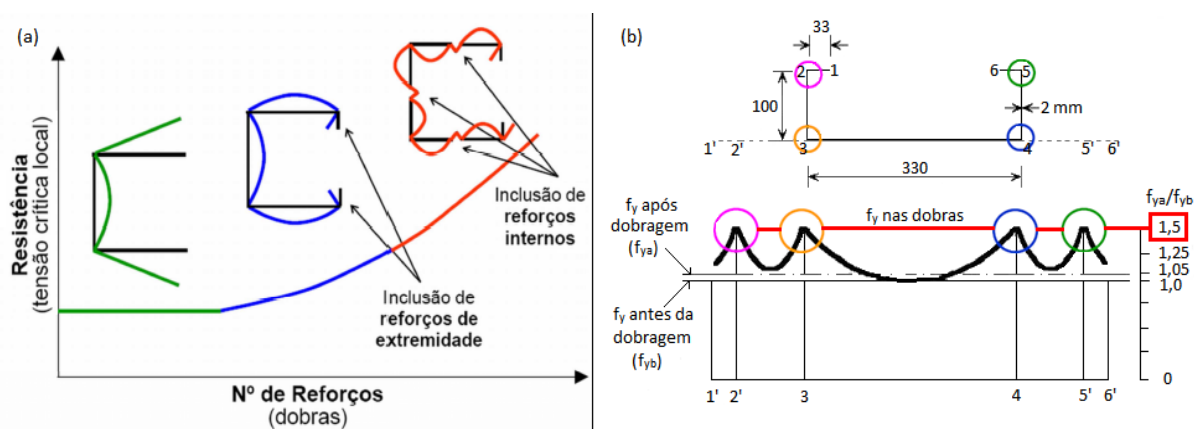 (a)
Resistência
(tensão crítica local)
Inclusão de
reforços
internos
Inclusão de
reforços de
extremidade
Nº de Reforços
(dobras)
(b)
33
2 1
6 5
100
2 mm
1' 2' 3 4 5' 6'
330
fya/fyb
fy após
dobragem
(fya)
fy nas dobras
1,5
1,25
1,05
1,0
fy antes da
dobragem
(fyb)
0
1' 2' 3 4 5' 6'